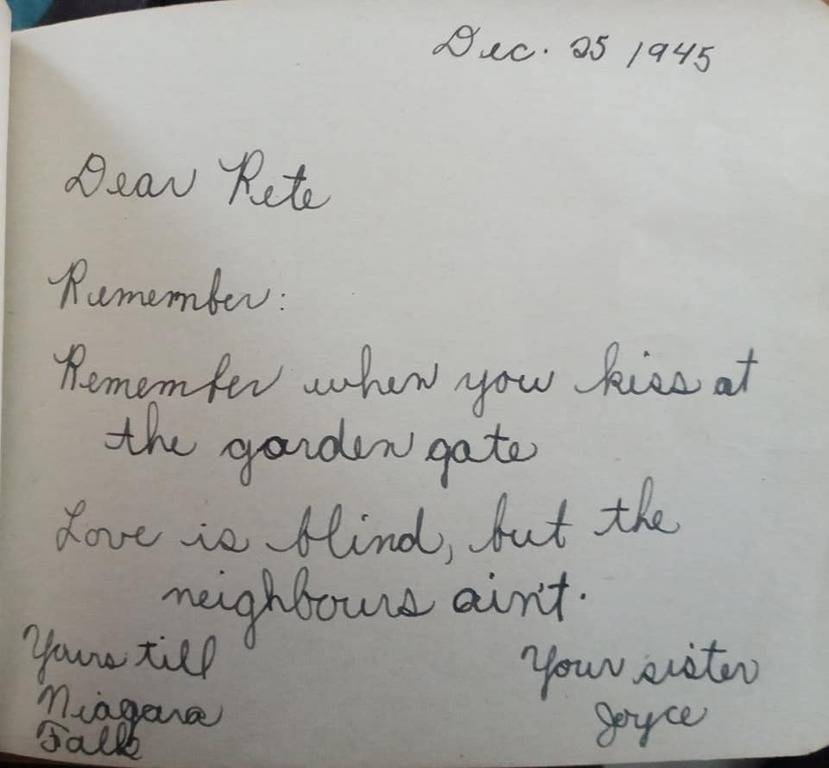 Dec. 25 1945
Dear Rete
Remember:
Remember when you kiss at
the garden gate
Love is blind, but the
neighbours ain't.
Yours till
Niagara
Falls
Your sister
Joyce